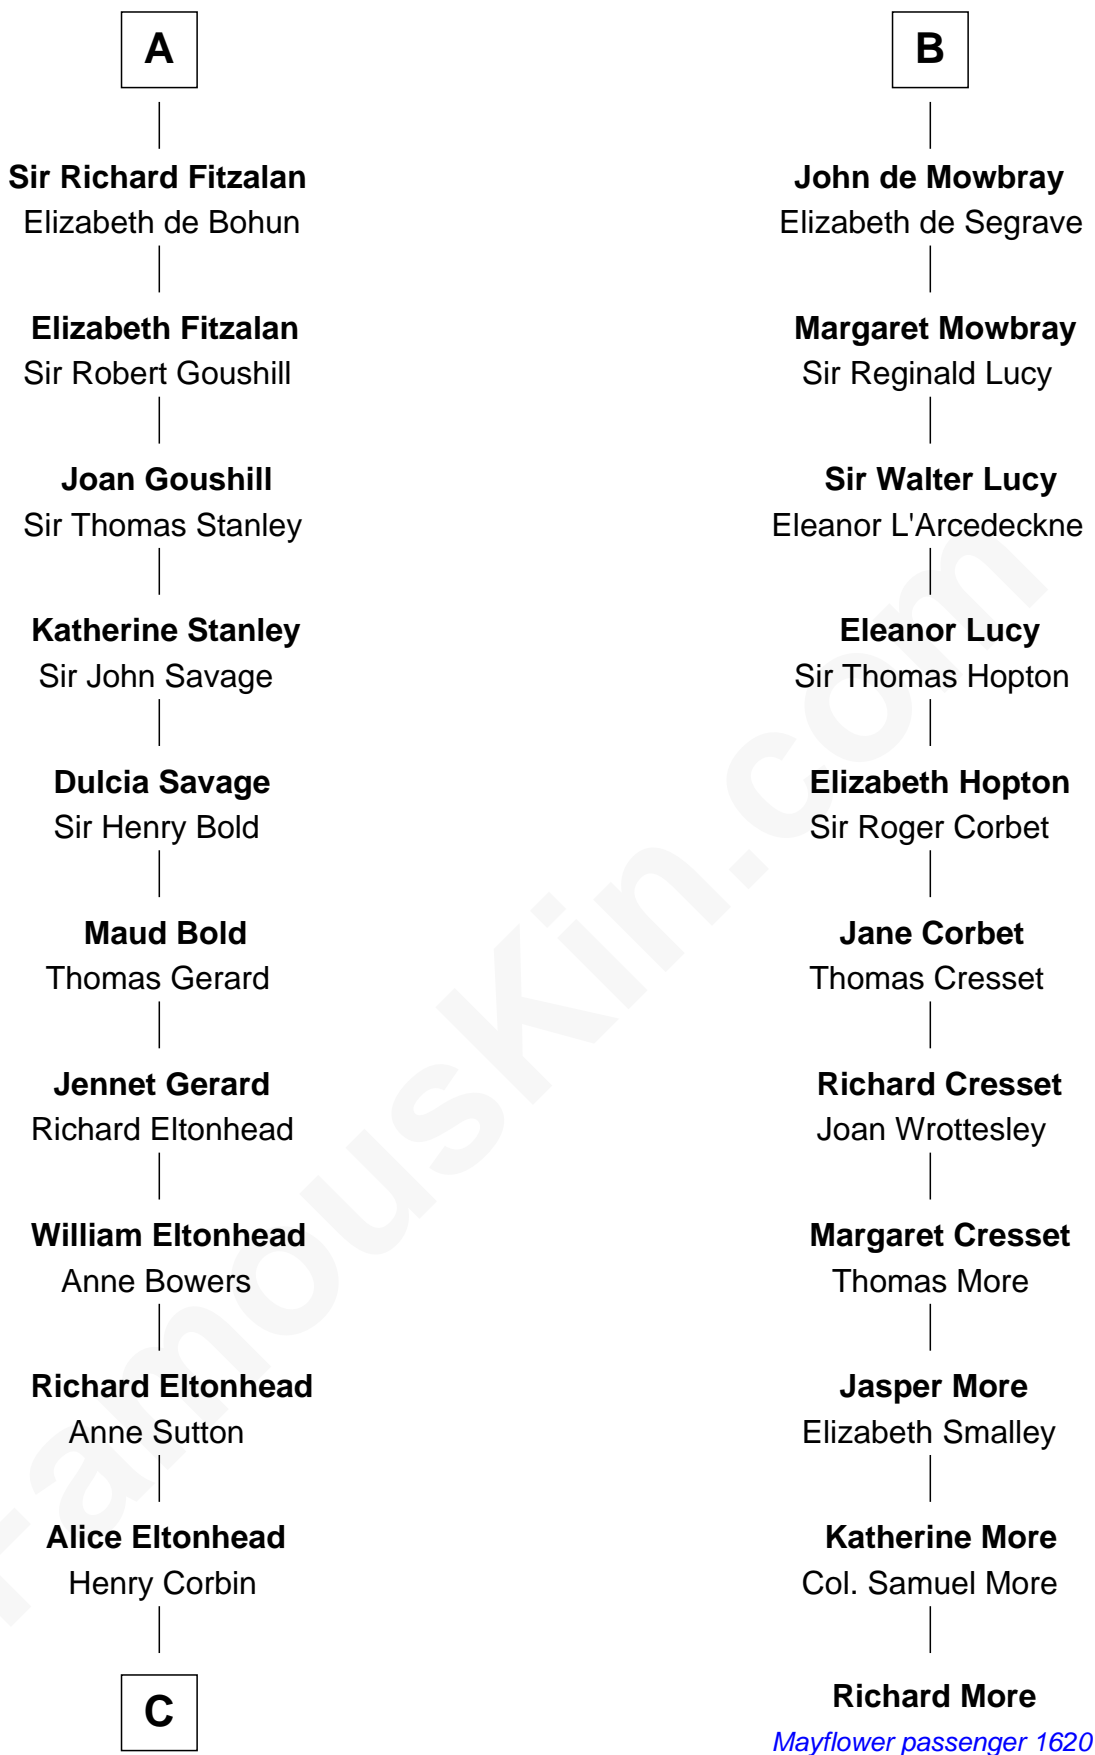 A
Sir Richard Fitzalan
Elizabeth de Bohun
Elizabeth Fitzalan
Sir Robert Goushill
Joan Goushill
Sir Thomas Stanley
Katherine Stanley
Sir John Savage
Dulcia Savage
Sir Henry Bold
Maud Bold
Thomas Gerard
Jennet Gerard
Richard Eltonhead
William Eltonhead
Anne Bowers
Richard Eltonhead
Anne Sutton
Alice Eltonhead
Henry Corbin
C
B
John de Mowbray
Elizabeth de Segrave
Margaret Mowbray
Sir Reginald Lucy
Sir Walter Lucy
Eleanor L'Arcedeckne
Eleanor Lucy
Sir Thomas Hopton
Elizabeth Hopton
Sir Roger Corbet
Jane Corbet
Thomas Cresset
Richard Cresset
Joan Wrottesley
Margaret Cresset
Thomas More
Jasper More
Elizabeth Smalley
Katherine More
Col. Samuel More
Richard More
Mayflower passenger 1620
FamousKin.com